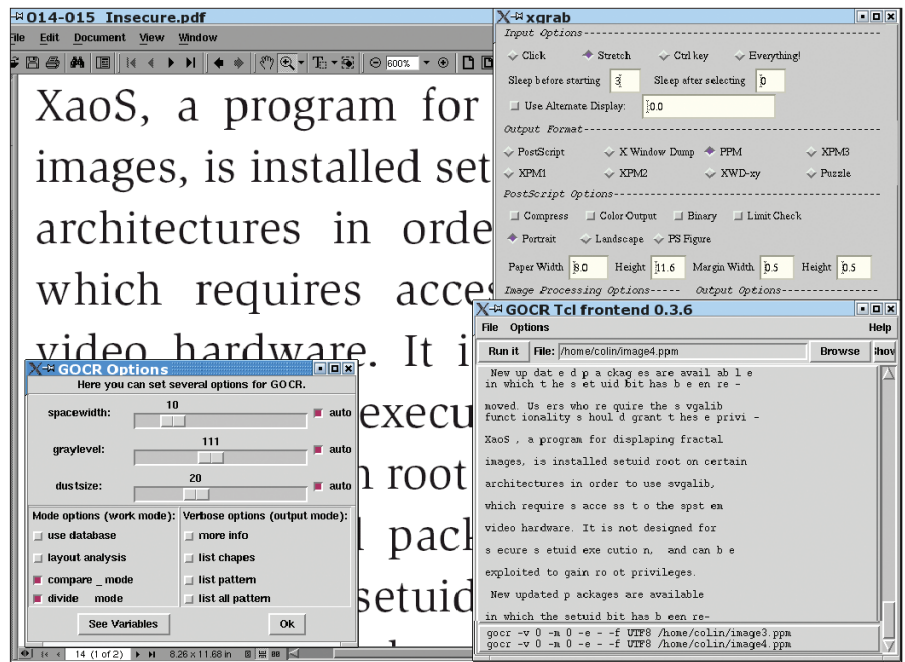 014-015_Insecure.pdf
File Edit Document View Window
600%
XaoS, a program for
images, is installed set
architectures in orde
which requires acces
video hardware. It i
execu
n root
l pack
setuid
14 (1 of 2) 8.26 x 11.68 in
xgrab
Input Options
Click Stretch Ctrl key Everything!
Sleep before starting 3 Sleep after selecting 0
Use Alternate Display: :0.0
Output Format
PostScript X Window Dump PPM XPM3
XPM1 XPM2 XWD-xy Puzzle
PostScript Options
Compress Color Output Binary Limit Check
Portrait Landscape PS Figure
Paper Width 8.0 Height 11.6 Margin Width 0.5 Height 0.5
Image Processing Options Output Options
GOCR Tcl frontend 0.3.6
File Options Help
Run it File: /home/colin/image4.ppm Browse Show
New up dat e d p a ckag es are avail ab l e
in which t he s et uid bit has b e en re -
moved. Us ers who re quire the s vgalib
funct ionality s houl d grant t hes e privi -
XaoS , a program for displaping fractal
images, is installed setuid root on certain
architectures in order to use svgalib,
which require s acce ss t o the spst em
video hardware. It is not designed for
s ecure s etuid exe cutio n, and can b e
exploited to gain ro ot privileges.
New updated p ackages are available
in which the setuid bit has b een re-
gocr -v 0 -m 0 -e - -f UTF8 /home/colin/image3.ppm
gocr -v 0 -m 0 -e - -f UTF8 /home/colin/image4.ppm
GOCR Options
Here you can set several options for GOCR.
spacewidth: 10 auto
graylevel: 111 auto
dustsize: 20 auto
Mode options (work mode): Verbose options (output mode):
use database more info
layout analysis list chapes
compare _ mode list pattern
divide mode list all pattern
See Variables Ok